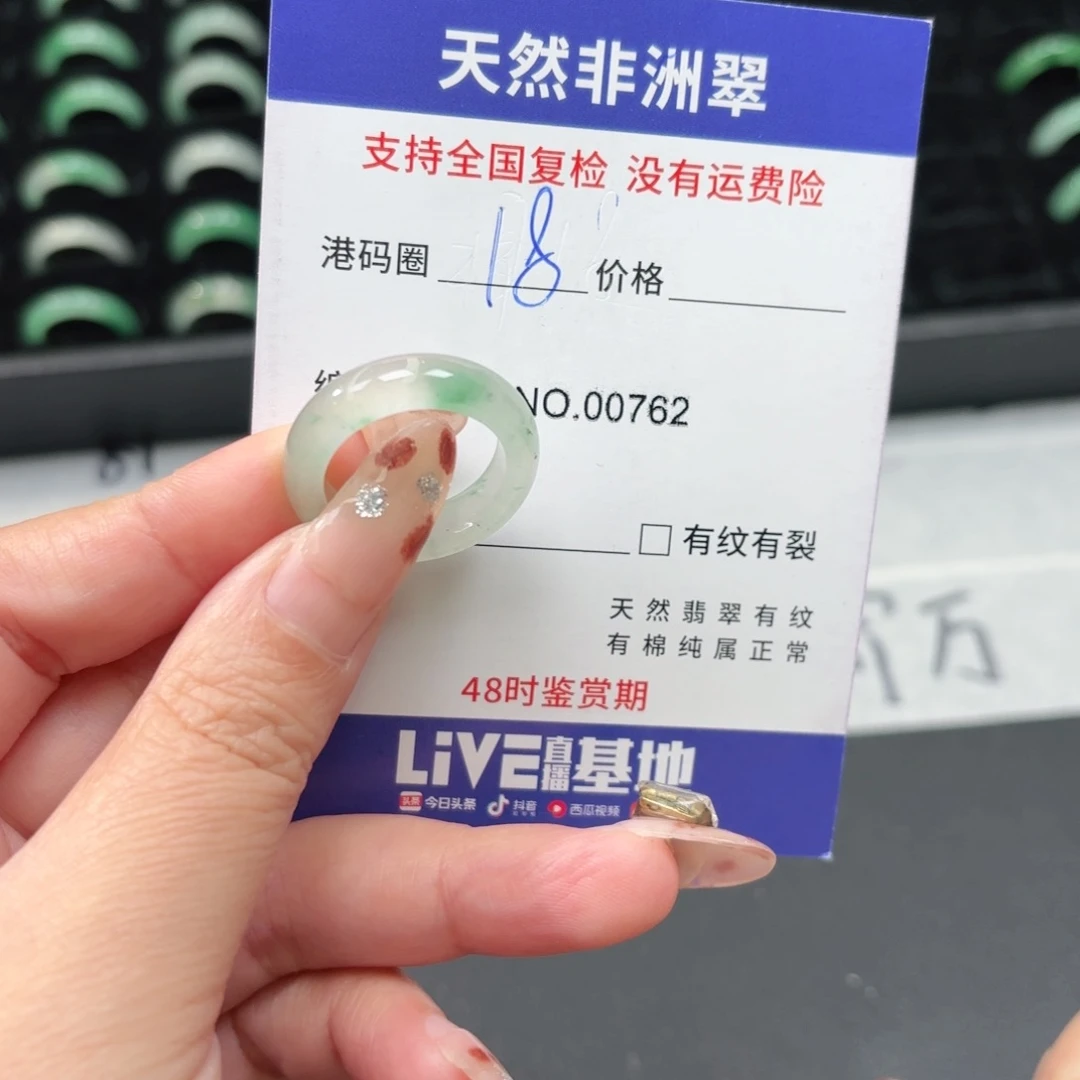 天然非洲翠
支持全国复检 没有运费险
港码圈 18 价格
NO.00762
有纹有裂
天然翡翠有纹
有棉纯属正常
48时鉴赏期
LiVE直播基地
头条 今日头条 抖音 西瓜视频
万